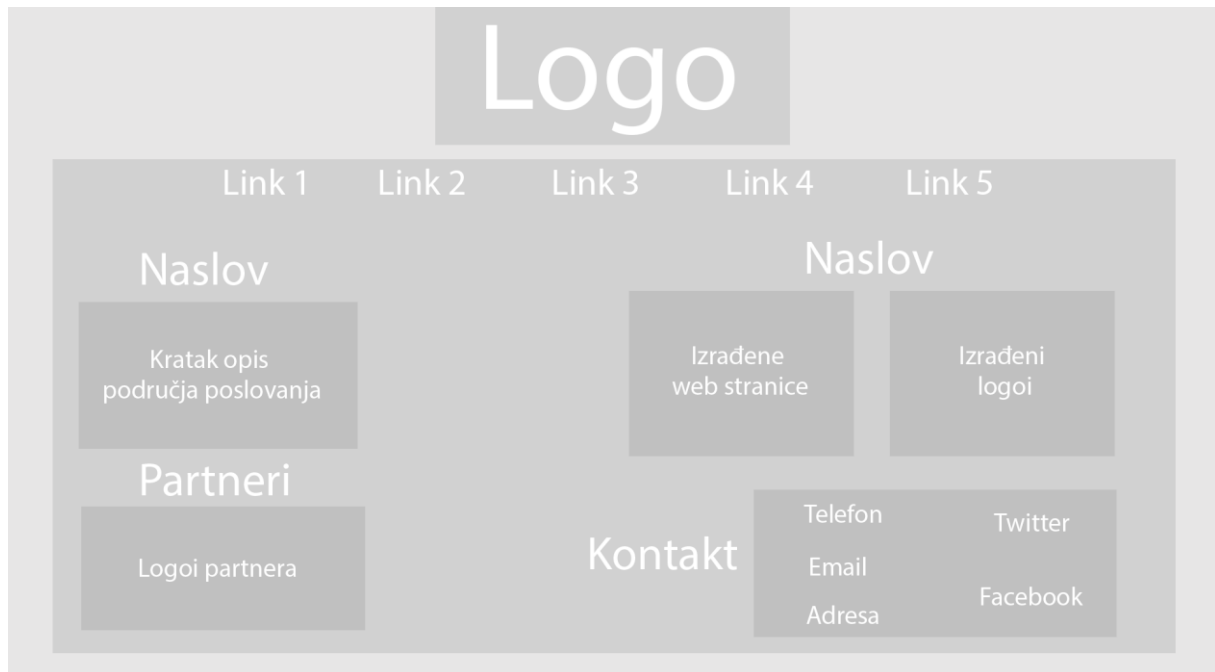 Logo
Link 1 Link 2 Link 3 Link 4 Link 5
Naslov
Kratak opis
područja poslovanja
Partneri
Logoi partnera
Naslov
Izrađene
web stranice
Izrađeni
logoi
Kontakt
Telefon
Email
Adresa
Twitter
Facebook